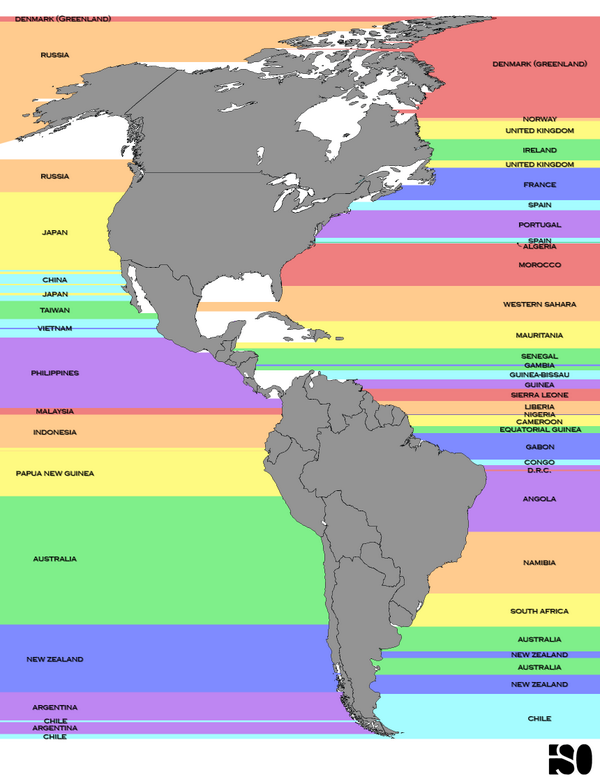 DENMARK (GREENLAND)
RUSSIA
RUSSIA
JAPAN
CHINA
JAPAN
TAIWAN
VIETNAM
PHILIPPINES
MALAYSIA
INDONESIA
PAPUA NEW GUINEA
AUSTRALIA
NEW ZEALAND
ARGENTINA
CHILE
ARGENTINA
CHILE
DENMARK (GREENLAND)
NORWAY
UNITED KINGDOM
IRELAND
UNITED KINGDOM
FRANCE
SPAIN
PORTUGAL
SPAIN
ALGERIA
MOROCCO
WESTERN SAHARA
MAURITANIA
SENEGAL
GAMBIA
GUINEA-BISSAU
GUINEA
SIERRA LEONE
LIBERIA
NIGERIA
CAMEROON
EQUATORIAL GUINEA
GABON
CONGO
D.R.C.
ANGOLA
NAMIBIA
SOUTH AFRICA
AUSTRALIA
NEW ZEALAND
AUSTRALIA
NEW ZEALAND
CHILE
ISO